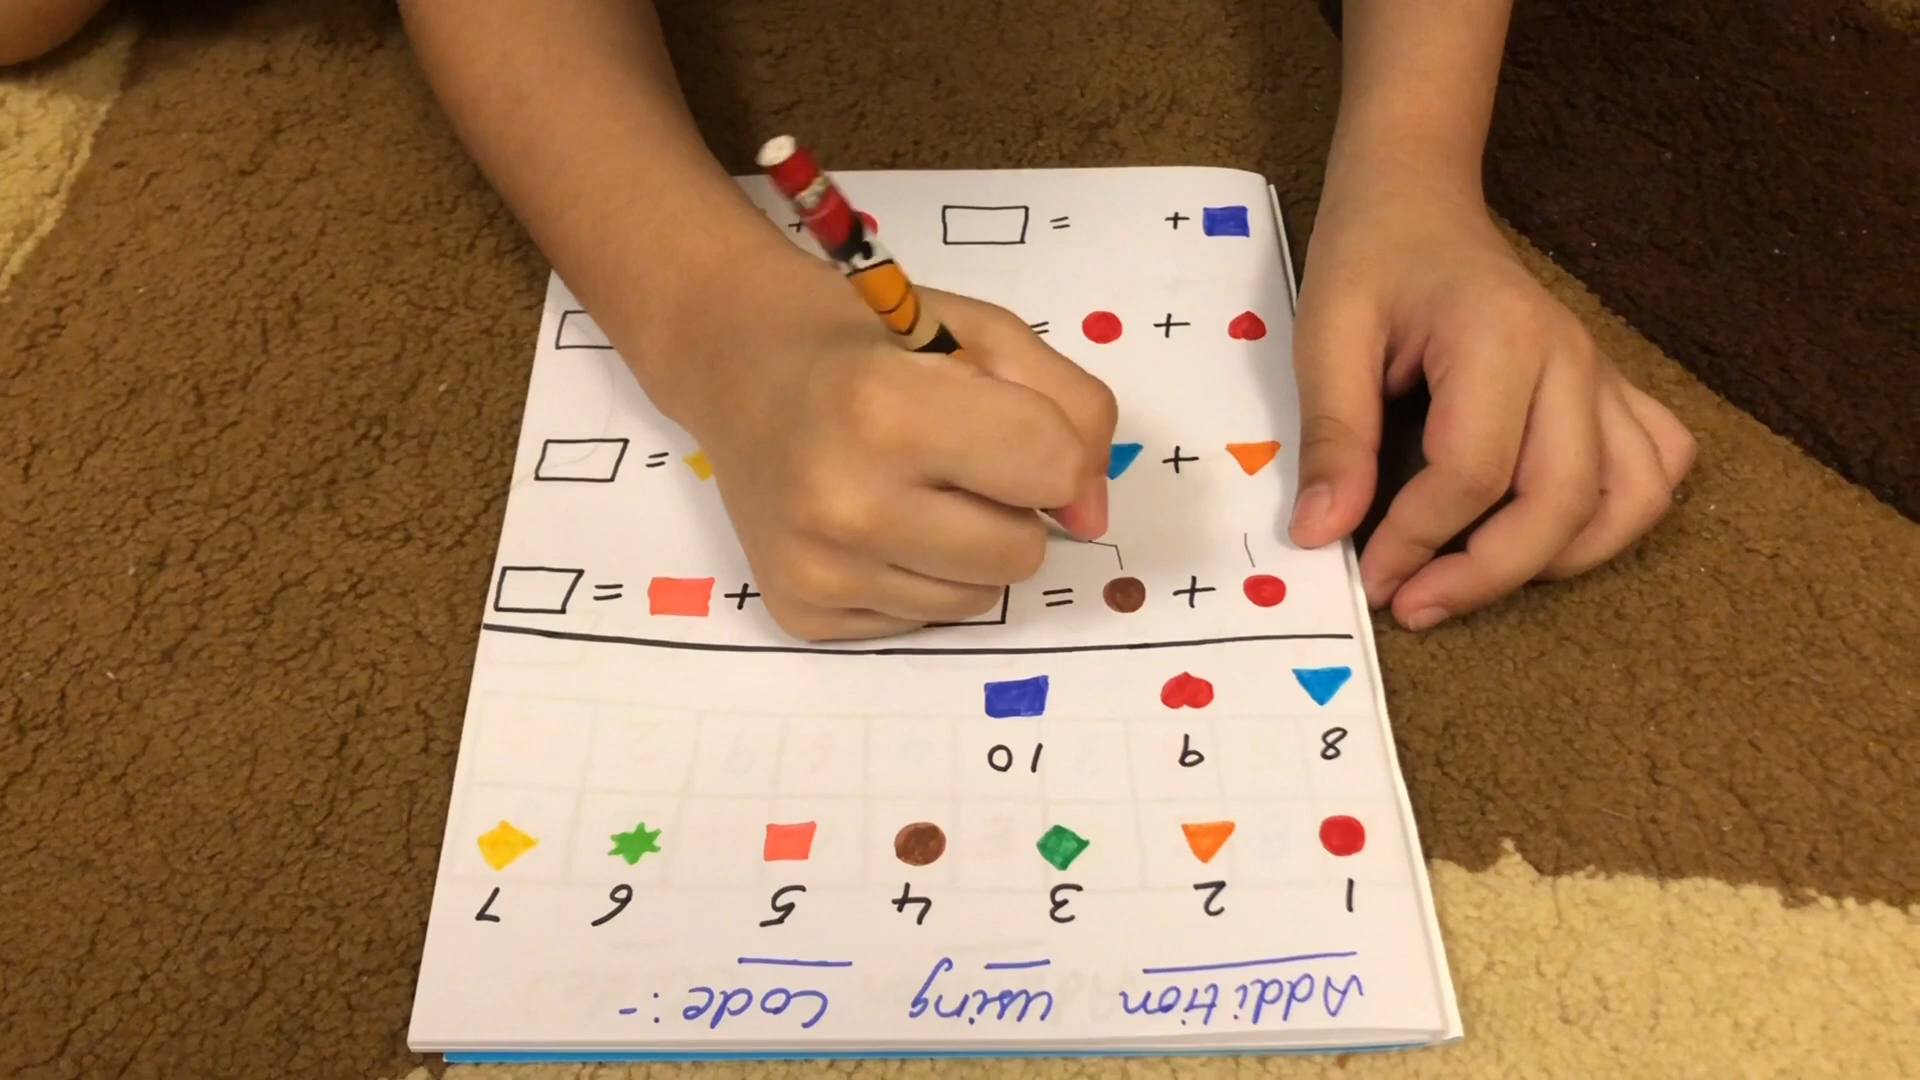 Addition using Code:-
1 2 3 4 5 6 7
8 9 10
+ = + =
+ =
+ =
+ = +